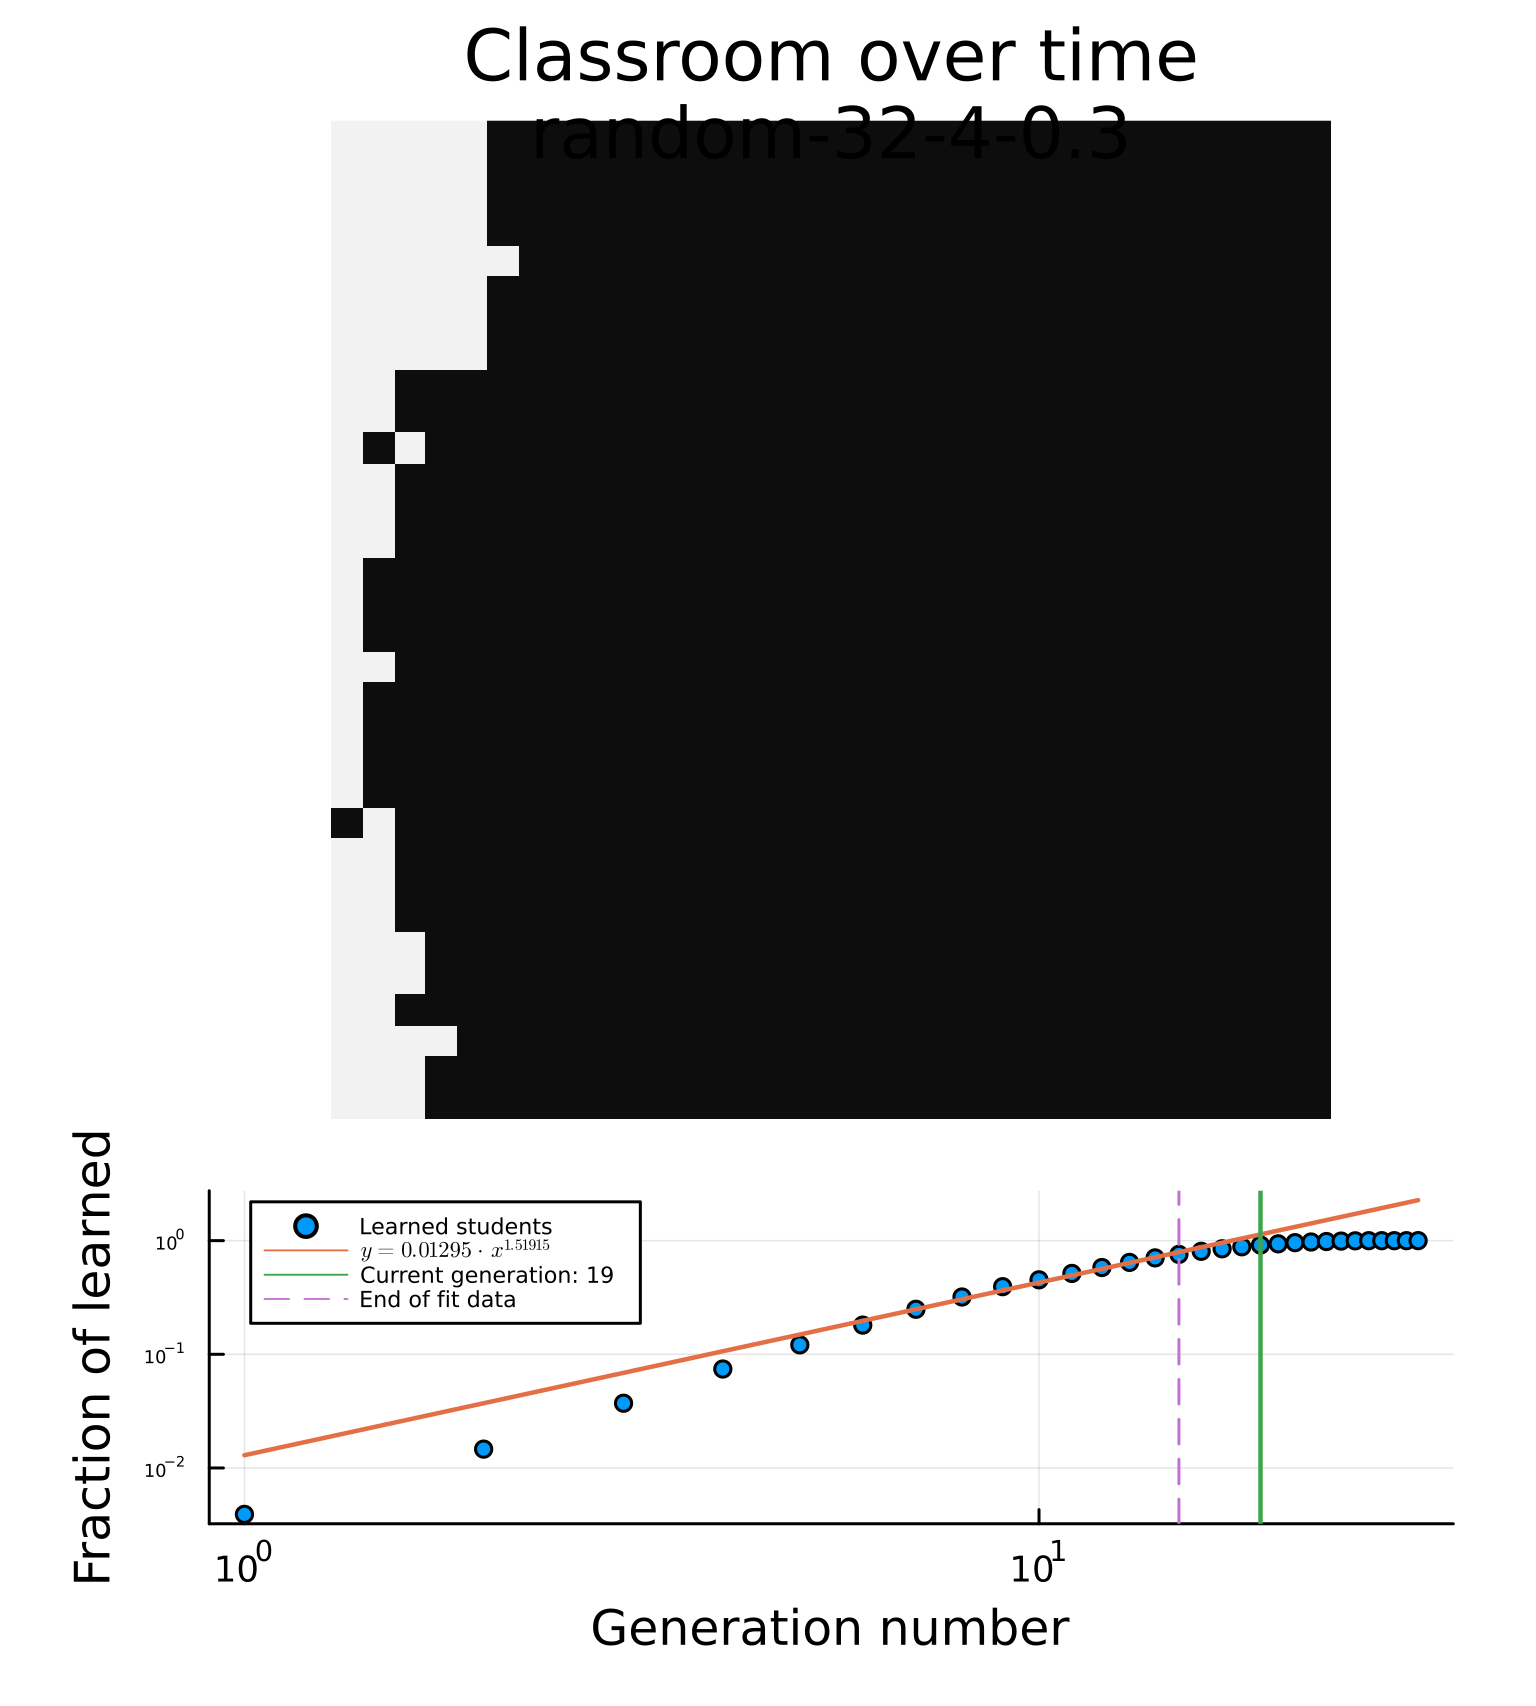 Classroom over time
random-32-4-0.3
Fraction of learned
Learned students
y = 0.01295 · x^1.51915
Current generation: 19
End of fit data
10^0
10^-1
10^-2
10^0
10^1
Generation number